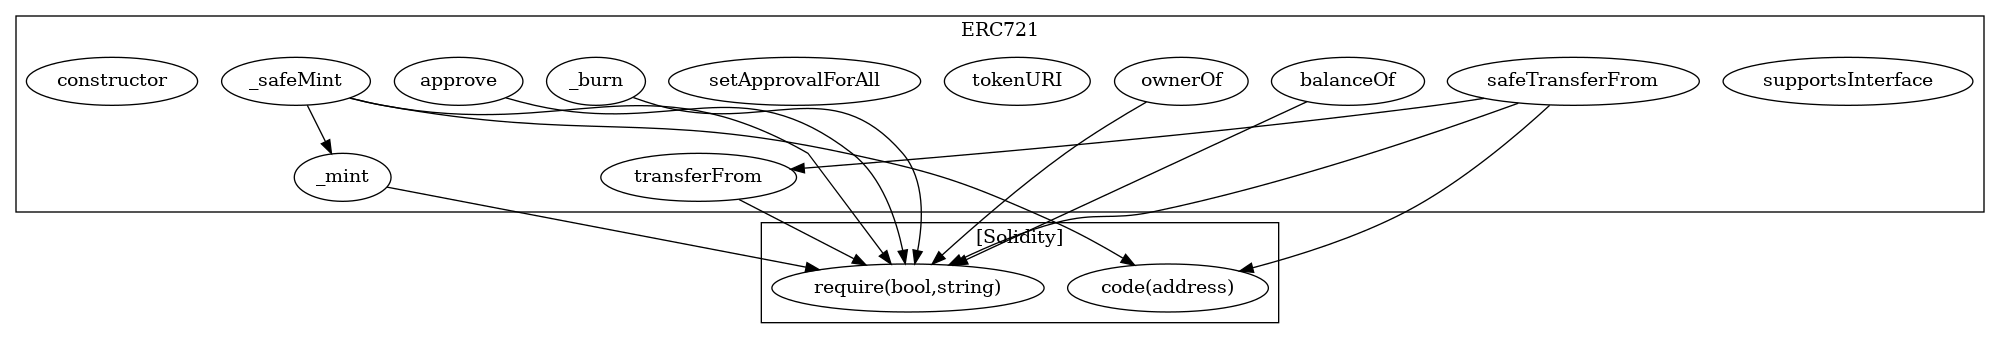 ERC721
constructor
_safeMint
approve
_burn
setApprovalForAll
tokenURI
ownerOf
balanceOf
safeTransferFrom
supportsInterface
_mint
transferFrom
[Solidity]
require(bool,string)
code(address)